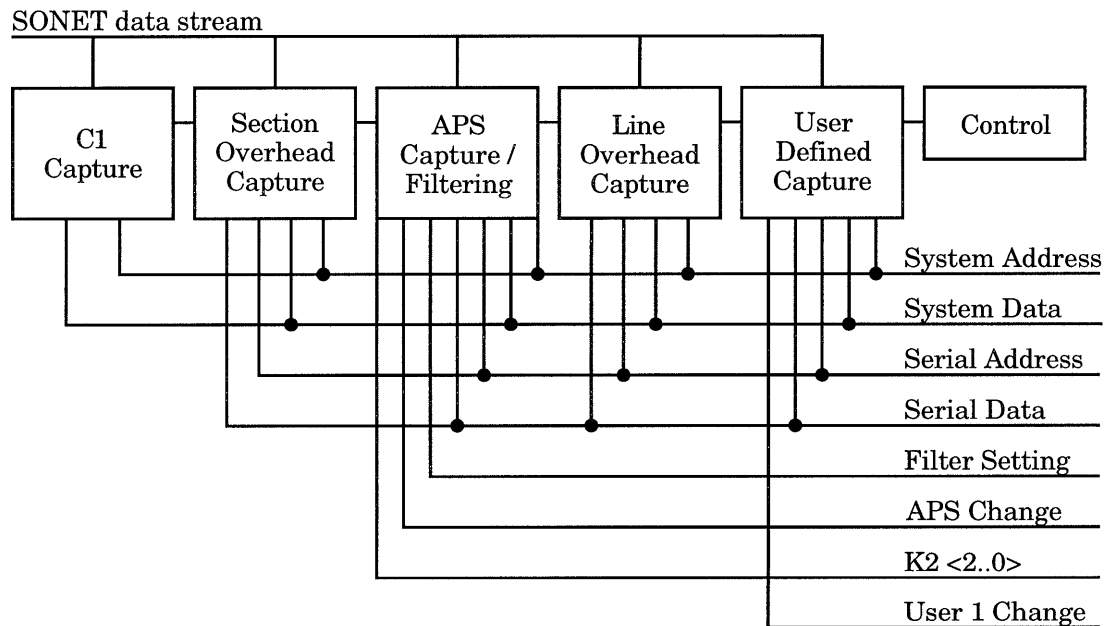 SONET data stream
C1
Capture
Section
Overhead
Capture
APS
Capture /
Filtering
Line
Overhead
Capture
User
Defined
Capture
Control
System Address
System Data
Serial Address
Serial Data
Filter Setting
APS Change
K2 <2..0>
User 1 Change